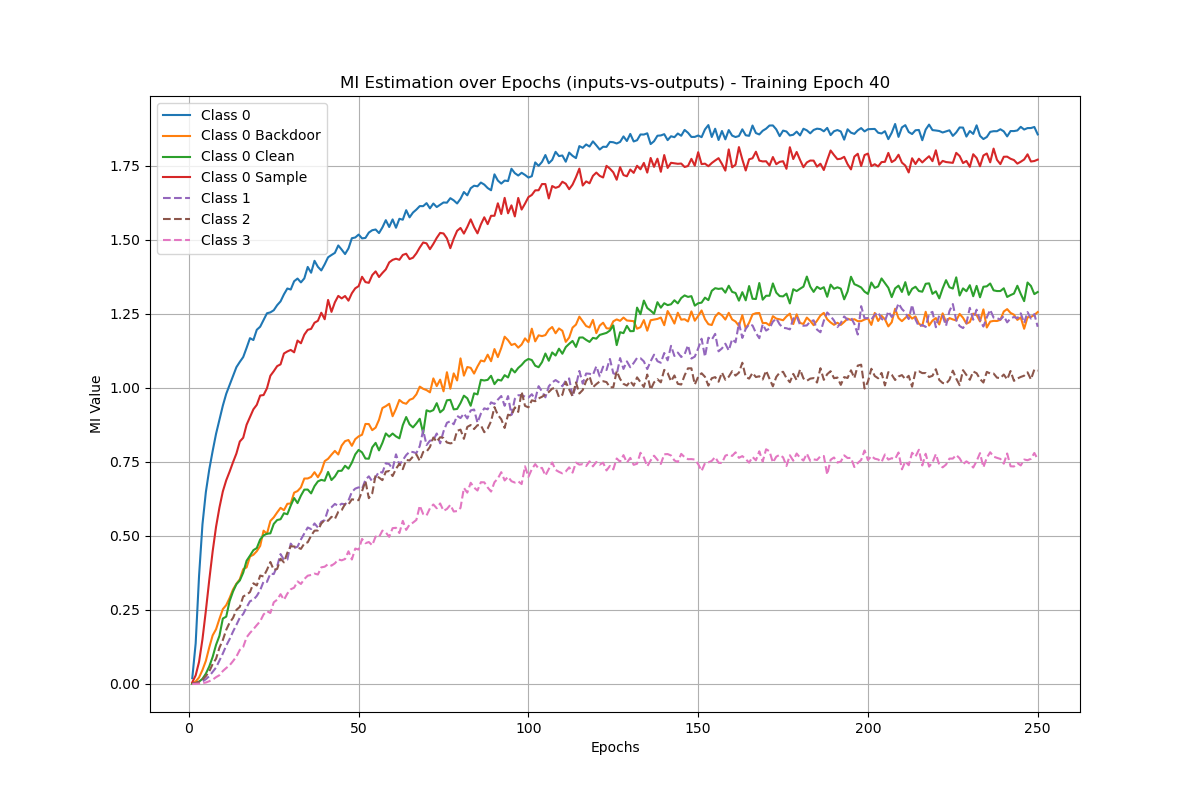 MI Estimation over Epochs (inputs-vs-outputs) - Training Epoch 40
Class 0
Class 0 Backdoor
Class 0 Clean
Class 0 Sample
Class 1
Class 2
Class 3
MI Value
1.75
1.50
1.25
1.00
0.75
0.50
0.25
0.00
0 50 100 150 200 250
Epochs